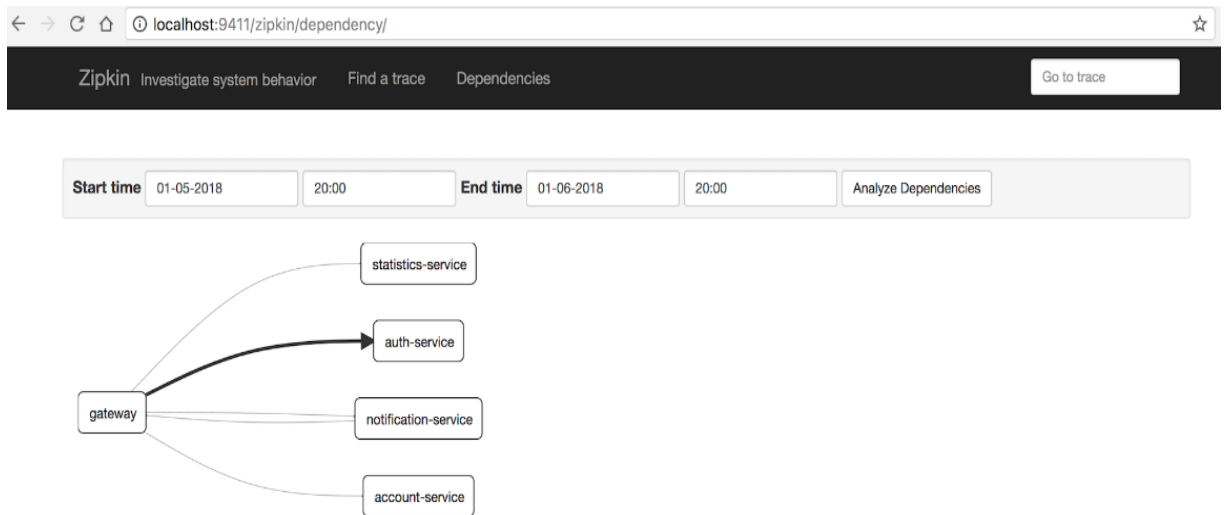 localhost:9411/zipkin/dependency/
Zipkin Investigate system behavior Find a trace Dependencies Go to trace
Start time 01-05-2018 20:00 End time 01-06-2018 20:00 Analyze Dependencies
statistics-service
auth-service
gateway
notification-service
account-service